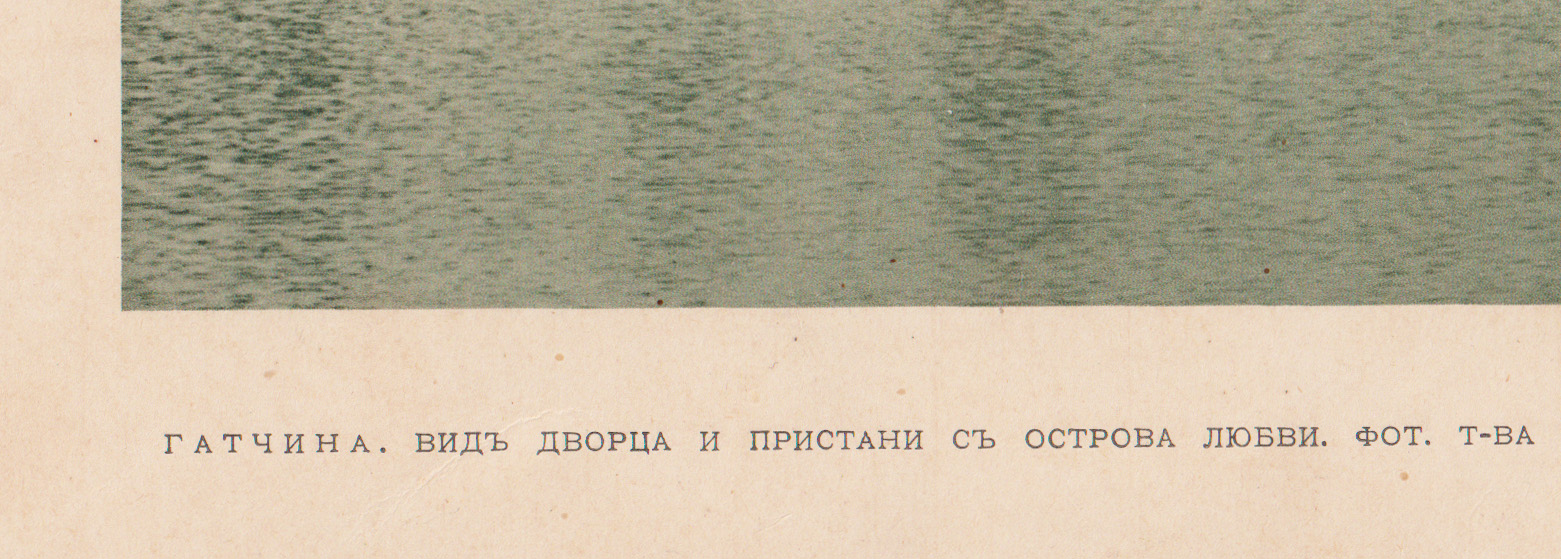 ГАТЧИНА. ВИДЪ ДВОРЦА И ПРИСТАНИ СЪ ОСТРОВА ЛЮБВИ. ФОТ. Т-ВА